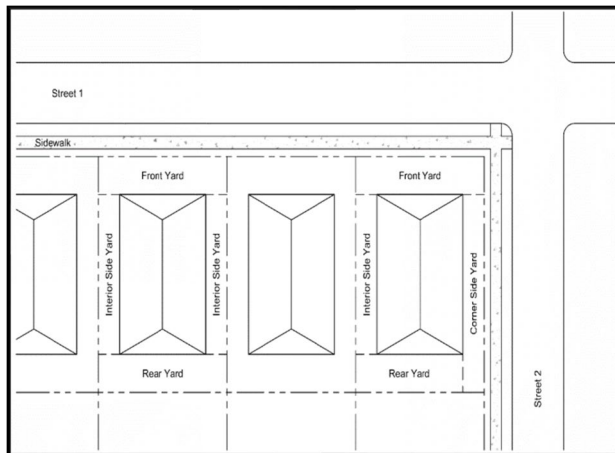 Street 1
Sidewalk
Front Yard
Front Yard
Interior Side Yard
Interior Side Yard
Interior Side Yard
Corner Side Yard
Rear Yard
Rear Yard
Street 2